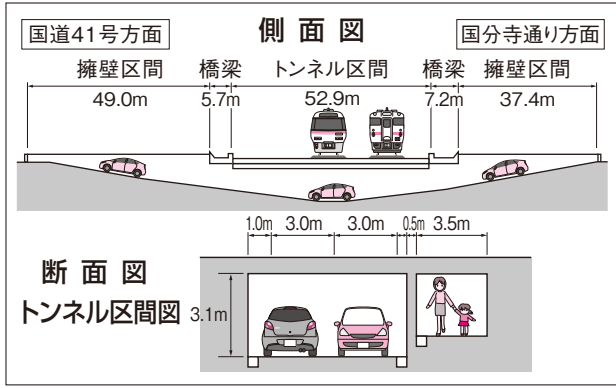 国道41号方面 側面図 国分寺通り方面
擁壁区間 橋梁 トンネル区間 橋梁 擁壁区間
49.0m 5.7m 52.9m 7.2m 37.4m
1.0m 3.0m 3.0m 0.5m 3.5m
断面図
トンネル区間図 3.1m